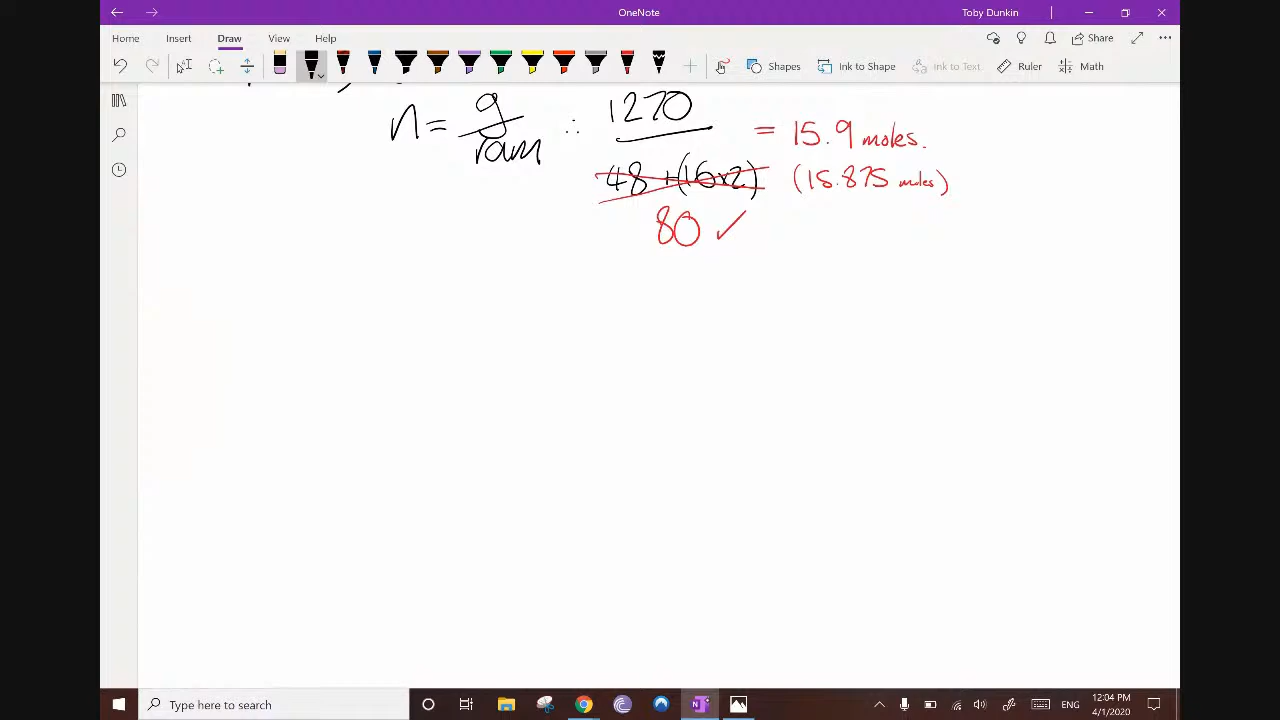 OneNote
Toby Dunkin
Home Insert Draw View Help
Share
Shapes Ink to Shape Ink to Text Ruler Math
n = g / ram ∴ 1270 / 48 + (16x2) = 15.9 moles.
(15.875 moles)
80 ✓
Type here to search
ENG
12:04 PM
4/1/2020